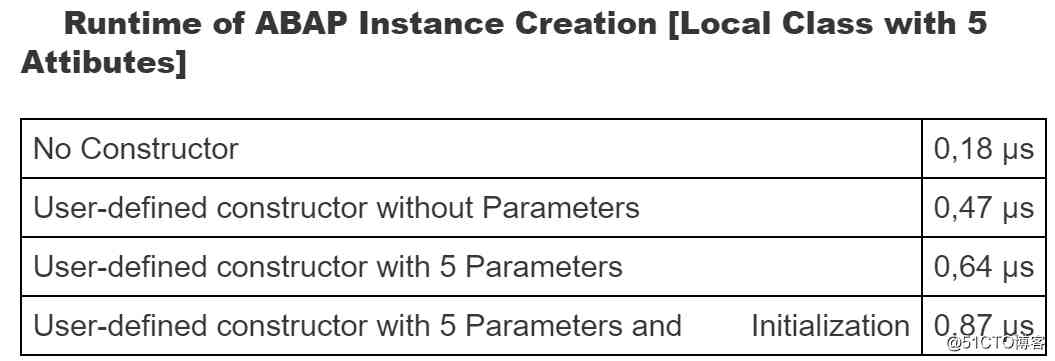 Runtime of ABAP Instance Creation [Local Class with 5
Attibutes]
No Constructor 0,18 µs
User-defined constructor without Parameters 0,47 µs
User-defined constructor with 5 Parameters 0,64 µs
User-defined constructor with 5 Parameters and Initialization 0,87 µs
@51CTO博客